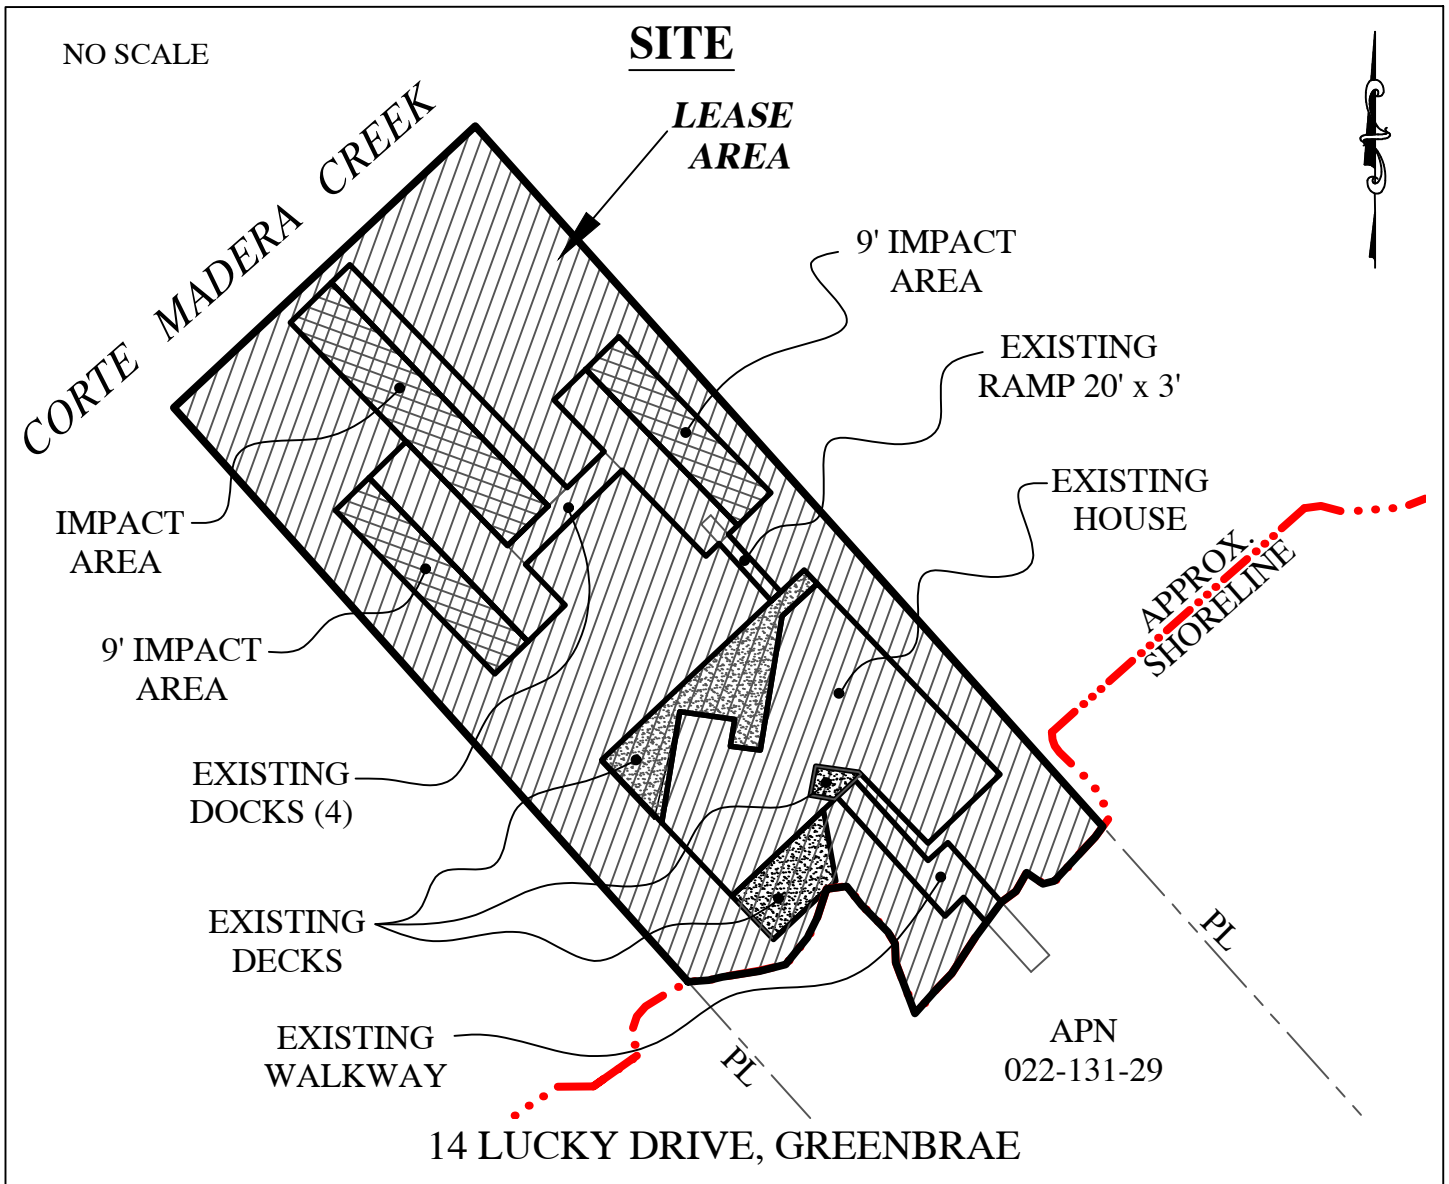 NO SCALE
SITE
LEASE
AREA
CORTE MADERA CREEK
9' IMPACT
AREA
EXISTING
RAMP 20' x 3'
EXISTING
HOUSE
APPROX.
SHORELINE
IMPACT
AREA
9' IMPACT
AREA
EXISTING
DOCKS (4)
EXISTING
DECKS
EXISTING
WALKWAY
PL
PL
APN
022-131-29
14 LUCKY DRIVE, GREENBRAE